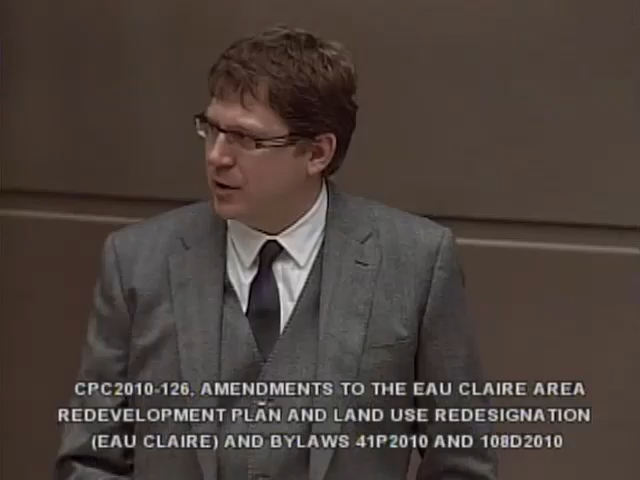 CPC2010-126, AMENDMENTS TO THE EAU CLAIRE AREA
REDEVELOPMENT PLAN AND LAND USE REDESIGNATION
(EAU CLAIRE) AND BYLAWS 41P2010 AND 108D2010